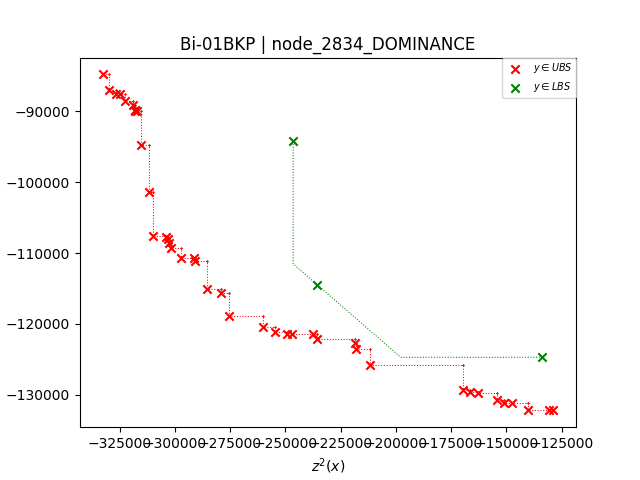 Bi-01BKP | node_2834_DOMINANCE
y ∈ UBS
y ∈ LBS
−90000
−100000
−110000
−120000
−130000
−325000 −300000 −275000 −250000 −225000 −200000 −175000 −150000 −125000
z²(x)